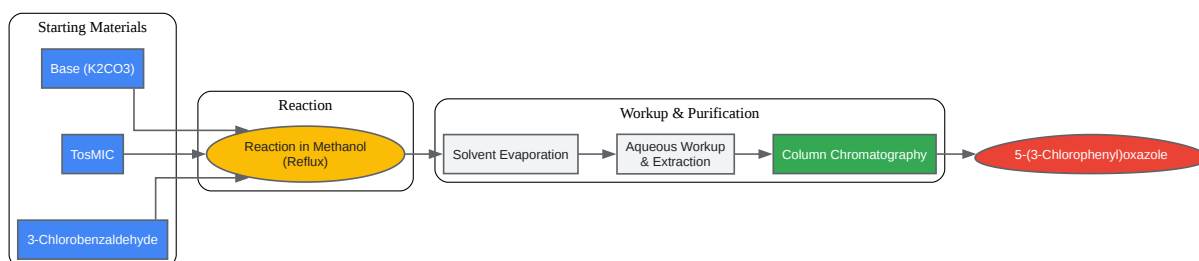 Starting Materials
Base (K2CO3)
TosMIC
3-Chlorobenzaldehyde
Reaction
Reaction in Methanol
(Reflux)
Workup & Purification
Solvent Evaporation
Aqueous Workup
& Extraction
Column Chromatography
5-(3-Chlorophenyl)oxazole